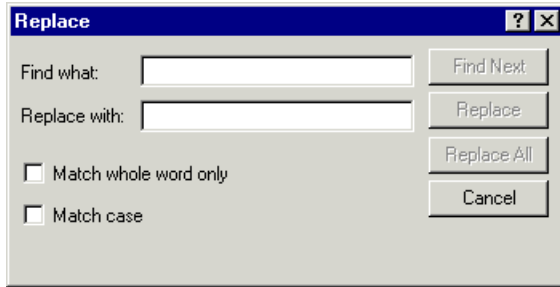 Replace
Find what:
Find Next
Replace with:
Replace
Replace All
Match whole word only
Cancel
Match case